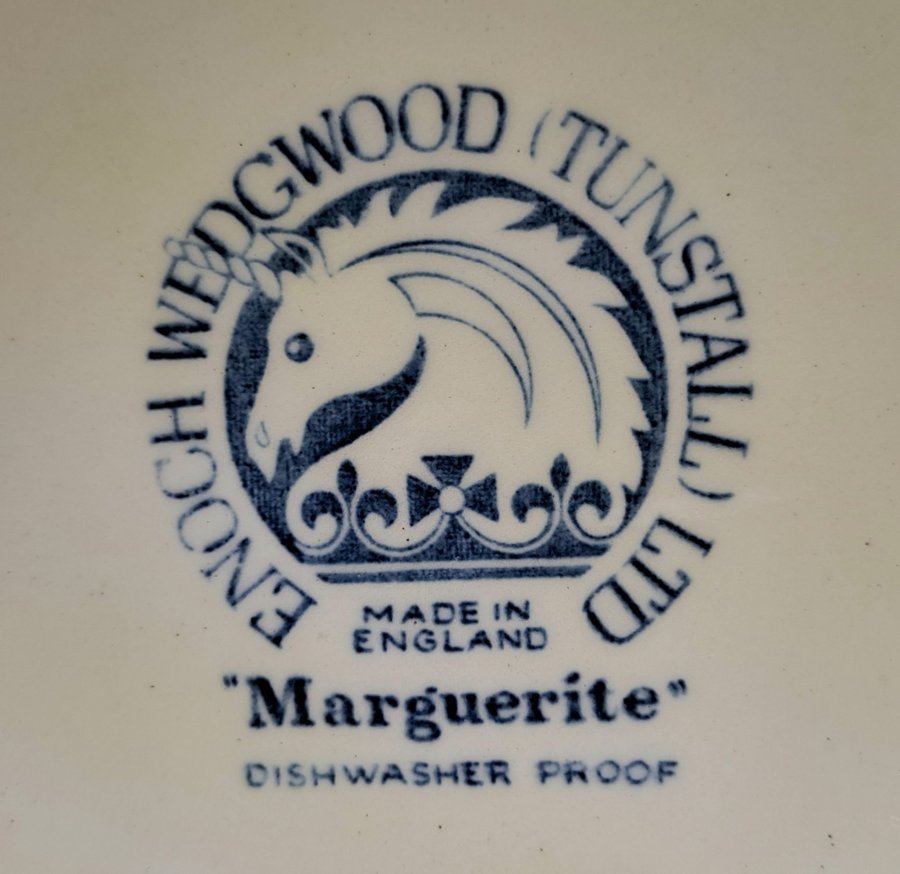 ENOCH WEDGWOOD (TUNSTALL) LTD
MADE IN
ENGLAND
"Marguerite"
DISHWASHER PROOF